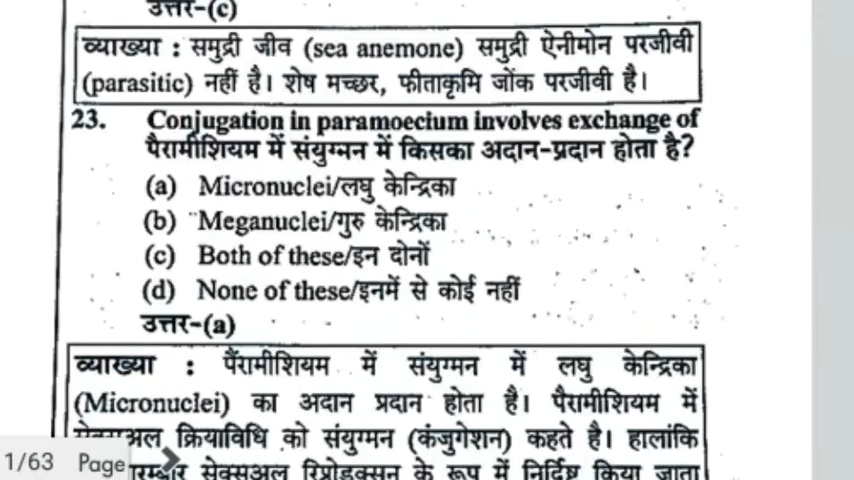 उत्तर-(c)
व्याख्या : समुद्री जीव (sea anemone) समुद्री ऐनीमोन परजीवी
(parasitic) नहीं है। शेष मच्छर, फीताकृमि जोंक परजीवी है।
23. Conjugation in paramoecium involves exchange of
पैरामीशियम में संयुग्मन में किसका अदान-प्रदान होता है?
(a) Micronuclei/लघु केन्द्रिका
(b) Meganuclei/गुरु केन्द्रिका
(c) Both of these/इन दोनों
(d) None of these/इनमें से कोई नहीं
उत्तर-(a)
व्याख्या : पैरामीशियम में संयुग्मन में लघु केन्द्रिका
(Micronuclei) का अदान प्रदान होता है। पैरामीशियम में
क्रियाविधि को संयुग्मन (कंजुगेशन) कहते है। हालांकि
सेक्सअल रिप्रोडक्सन के रूप में निर्दिष्ट किया जाता
1/63 Page